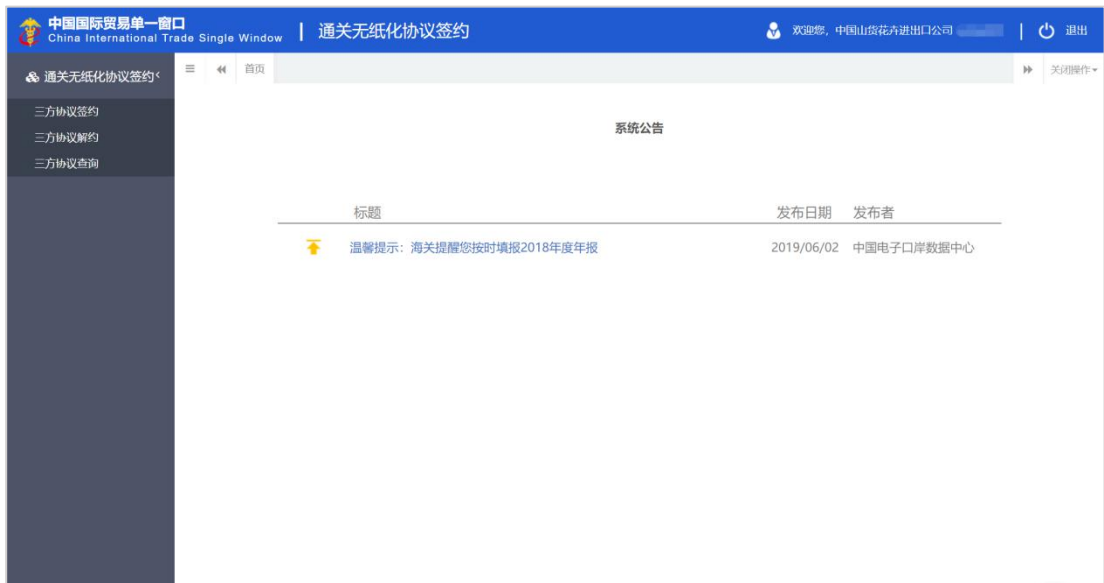 中国国际贸易单一窗口
China International Trade Single Window
通关无纸化协议签约
欢迎您，中国山货花卉进出口公司
退出
通关无纸化协议签约
首页
关闭操作
三方协议签约
三方协议解约
三方协议查询
系统公告
标题 发布日期 发布者
温馨提示：海关提醒您按时填报2018年度年报 2019/06/02 中国电子口岸数据中心